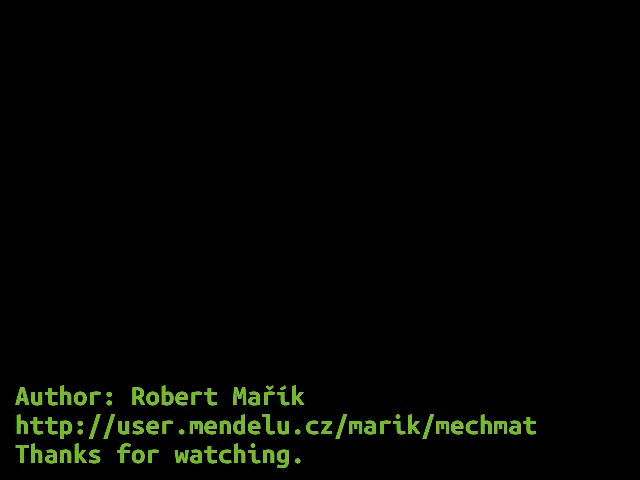 Author: Robert Mařík
http://user.mendelu.cz/marik/mechmat
Thanks for watching.